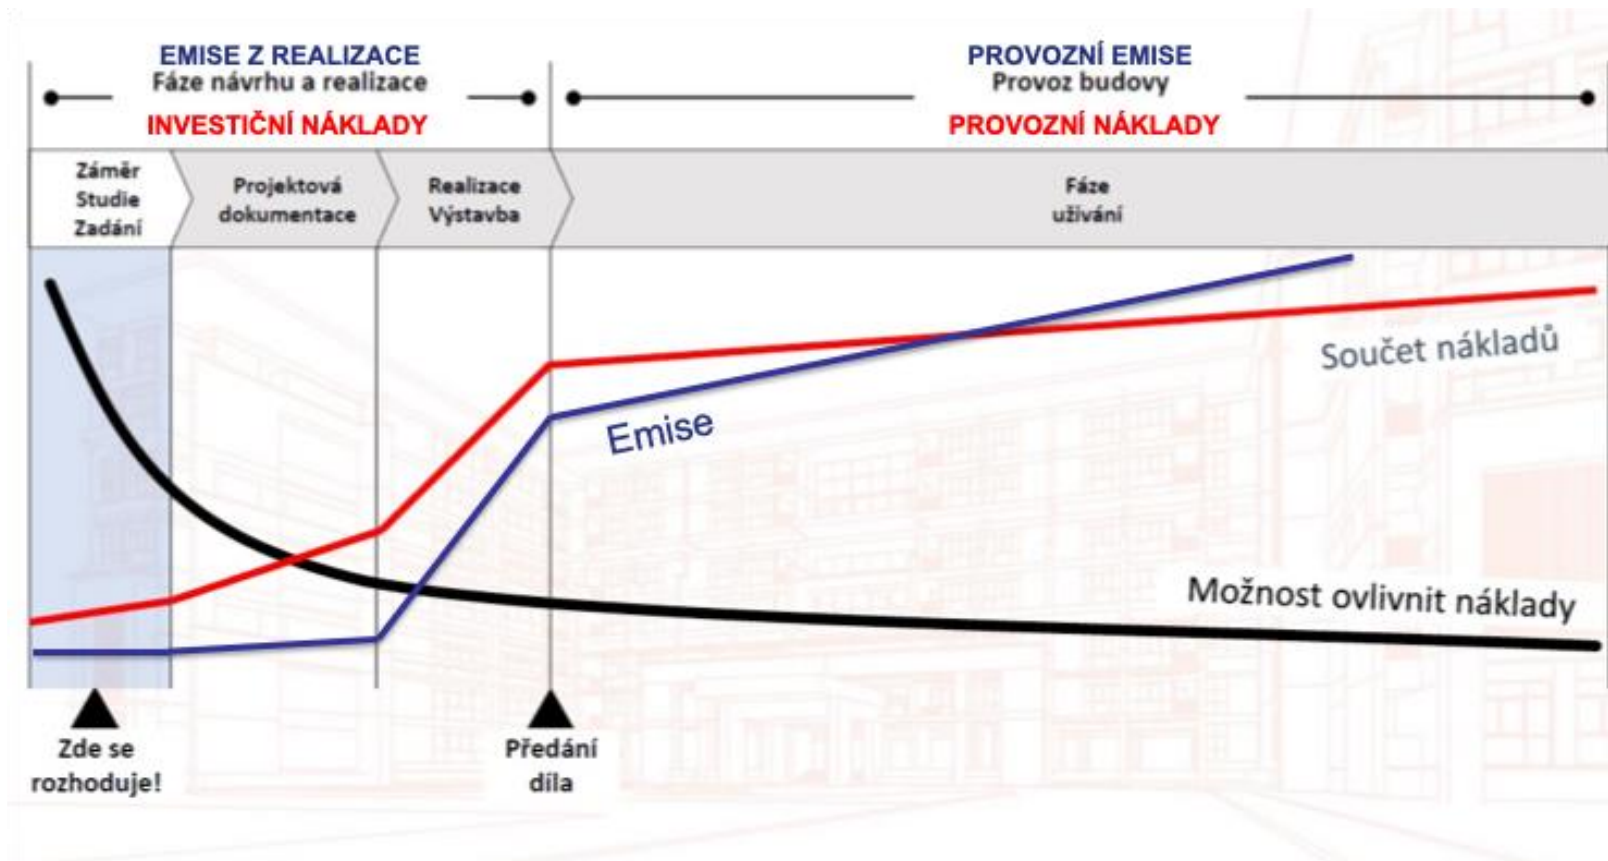 EMISE Z REALIZACE
Fáze návrhu a realizace
INVESTIČNÍ NÁKLADY
PROVOZNÍ EMISE
Provoz budovy
PROVOZNÍ NÁKLADY
Záměr
Studie
Zadání
Projektová
dokumentace
Realizace
Výstavba
Fáze
užívání
Součet nákladů
Emise
Možnost ovlivnit náklady
Zde se
rozhoduje!
Předání
díla